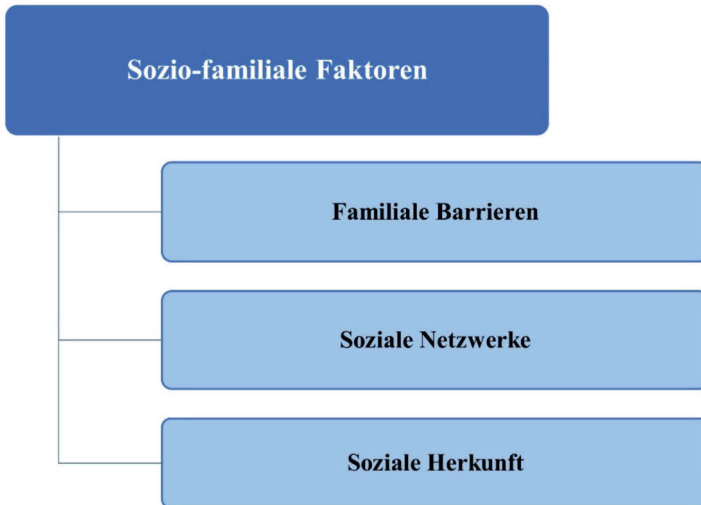 Sozio-familiale Faktoren
Familiale Barrieren
Soziale Netzwerke
Soziale Herkunft